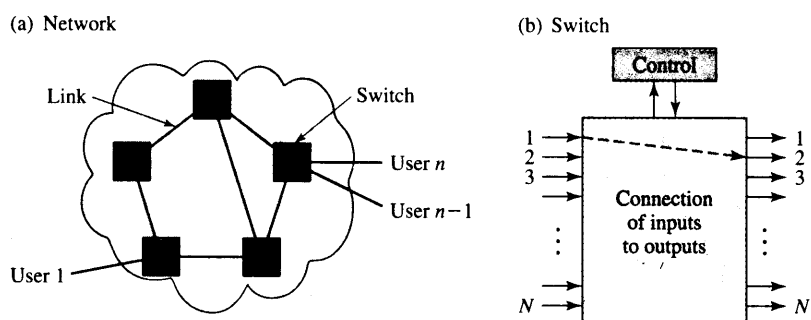 (a) Network
Link
Switch
User n
User n−1
User 1
(b) Switch
Control
1
2
3
N
Connection
of inputs
to outputs
1
2
3
N